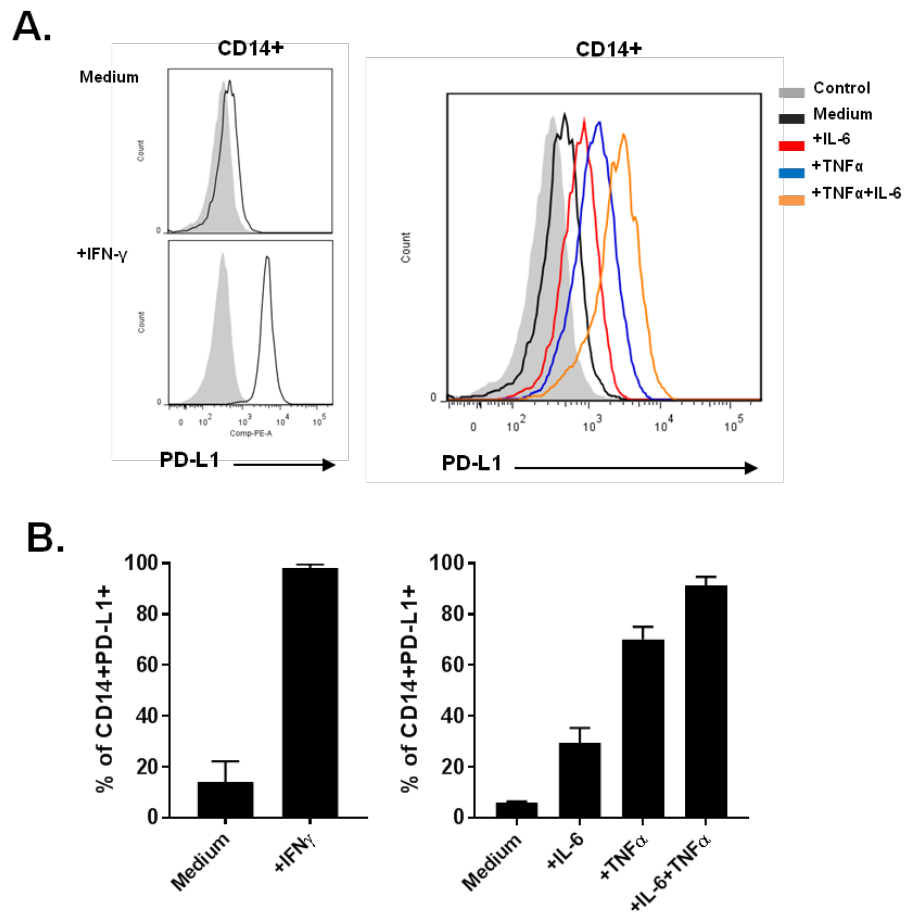 A.
CD14+
Medium
Count
0
+IFN-γ
Count
0
0 10² 10³ 10⁴ 10⁵
Comp-PE-A
PD-L1
CD14+
Count
0
0 10² 10³ 10⁴ 10⁵
PD-L1
Control
Medium
+IL-6
+TNFα
+TNFα+IL-6
B.
% of CD14+PD-L1+
100
80
60
40
20
0
Medium
+IFNγ
% of CD14+PD-L1+
100
80
60
40
20
0
Medium
+IL-6
+TNFα
+IL-6+TNFα